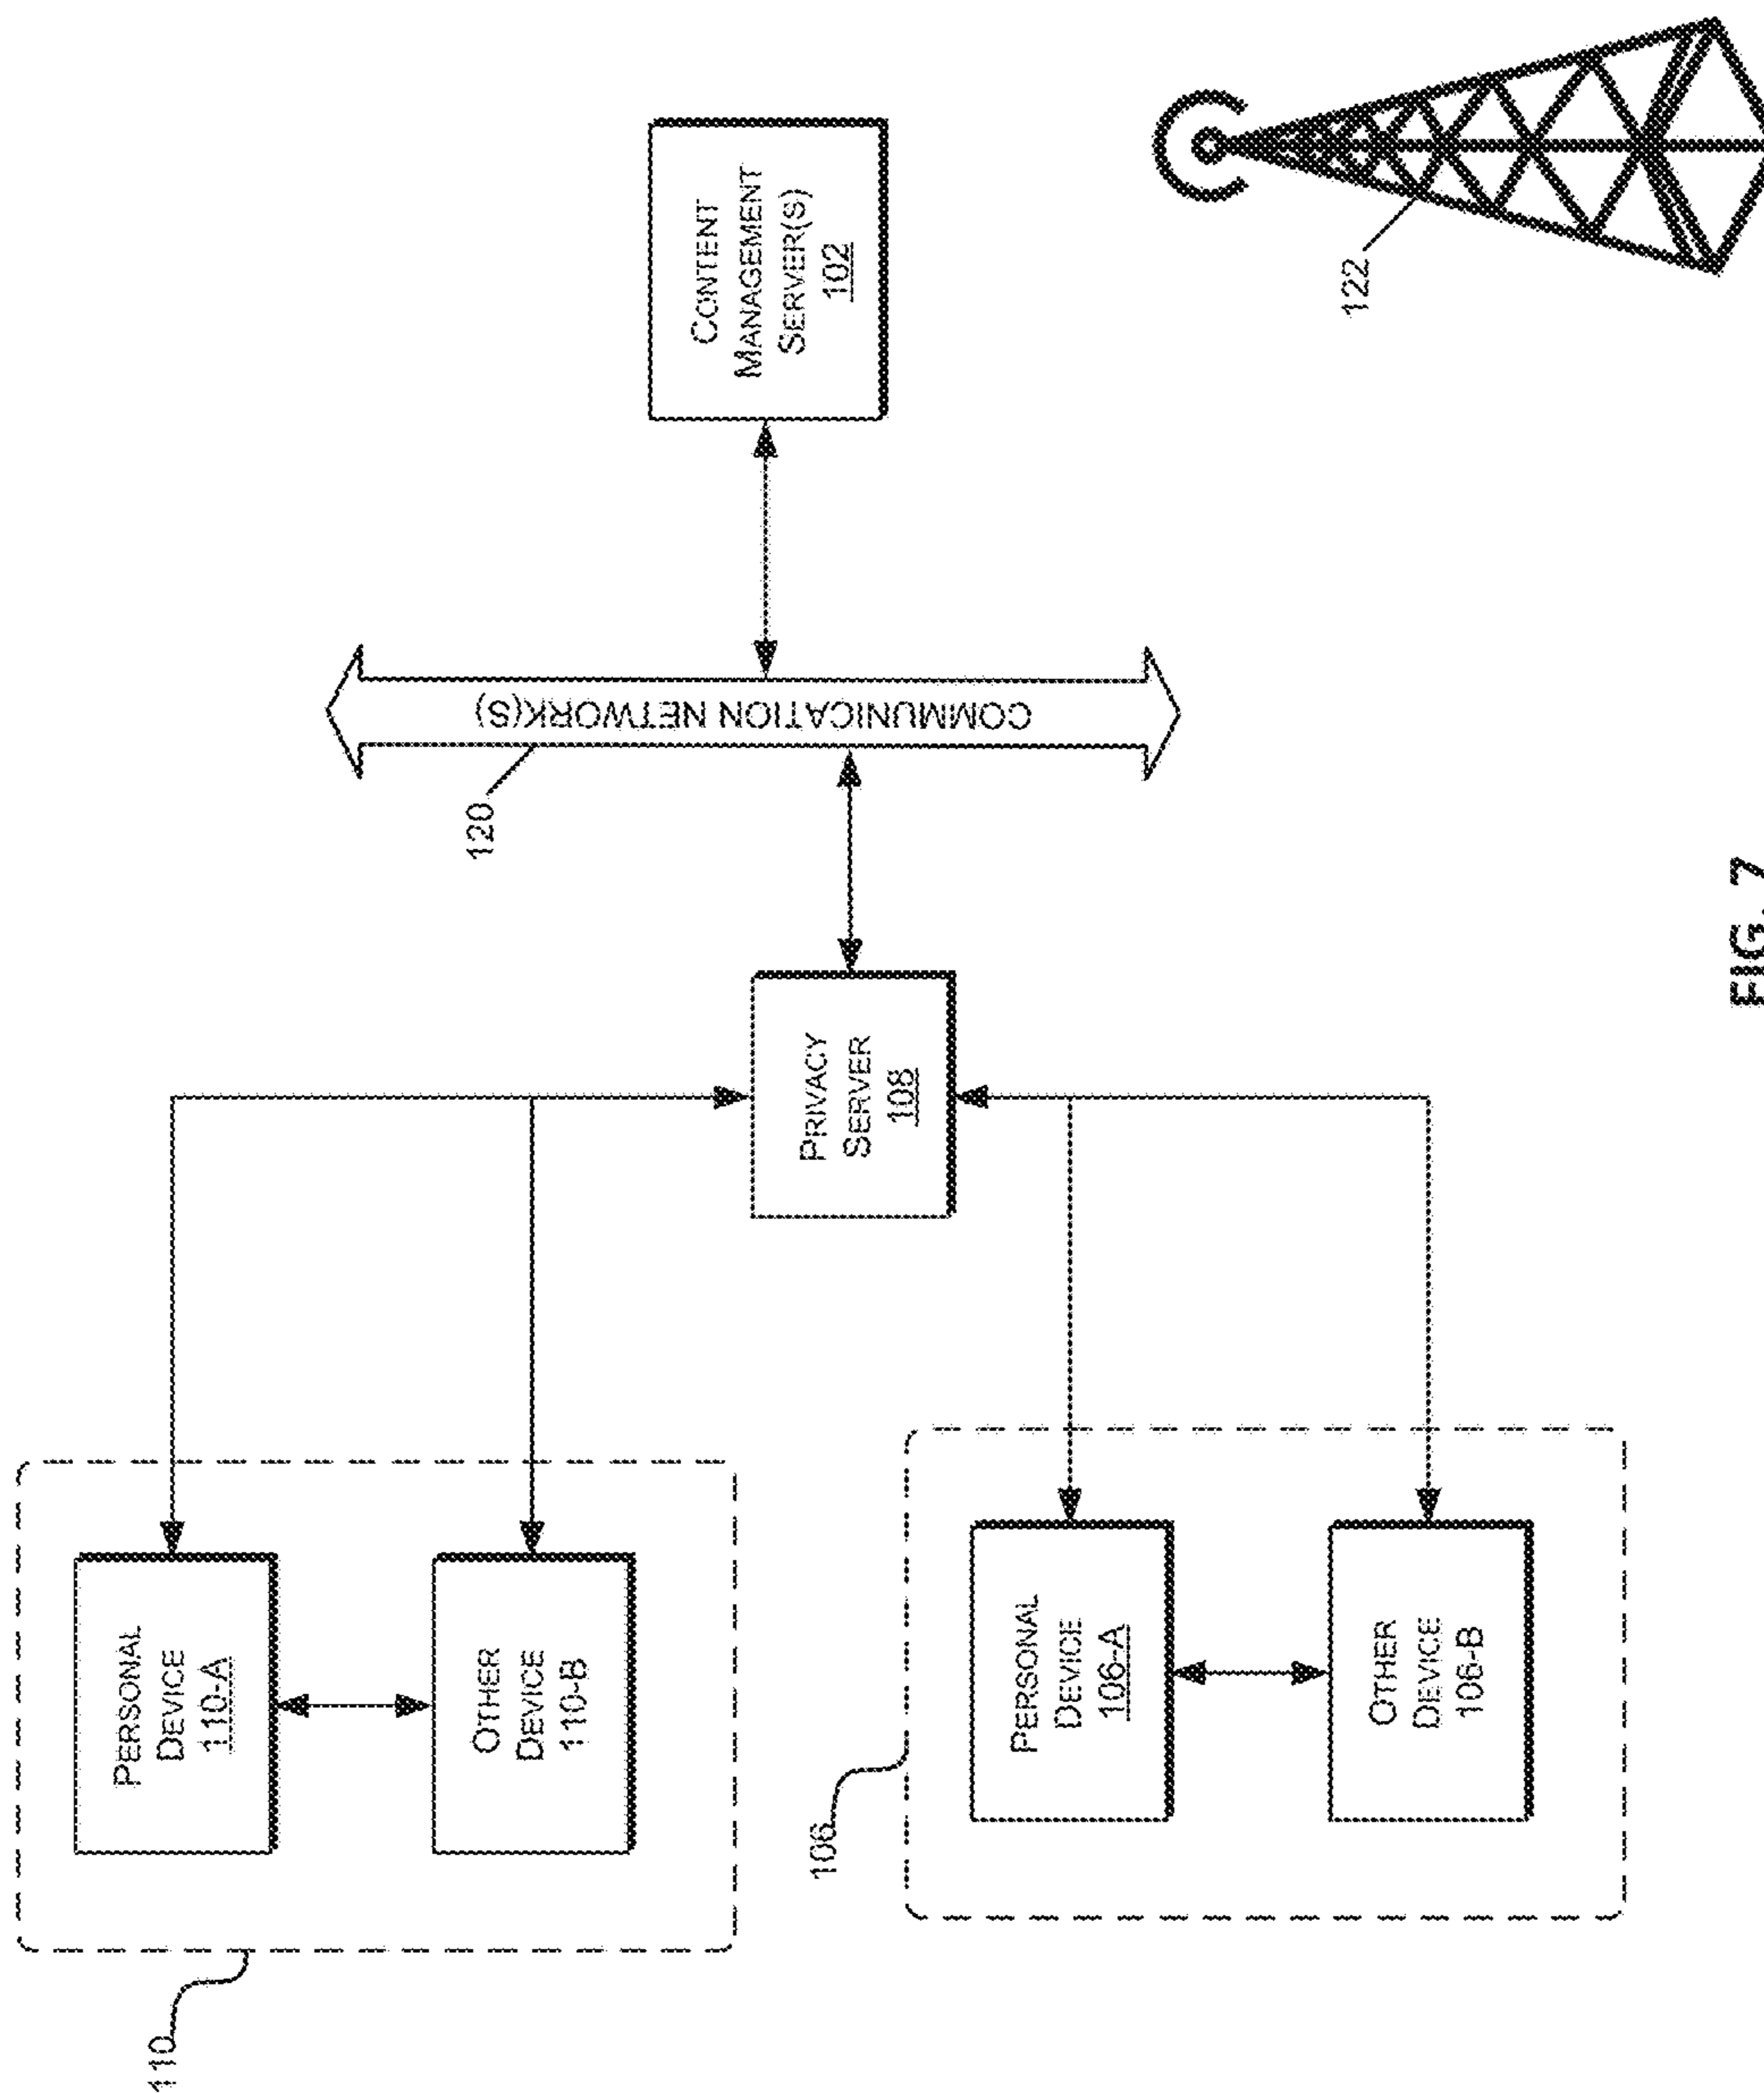 110
PERSONAL
DEVICE
110-A
OTHER
DEVICE
110-B
106
PERSONAL
DEVICE
106-A
OTHER
DEVICE
106-B
PRIVACY
SERVER
108
120
COMMUNICATION NETWORK(S)
CONTENT
MANAGEMENT
SERVER(S)
102
122
FIG. 7